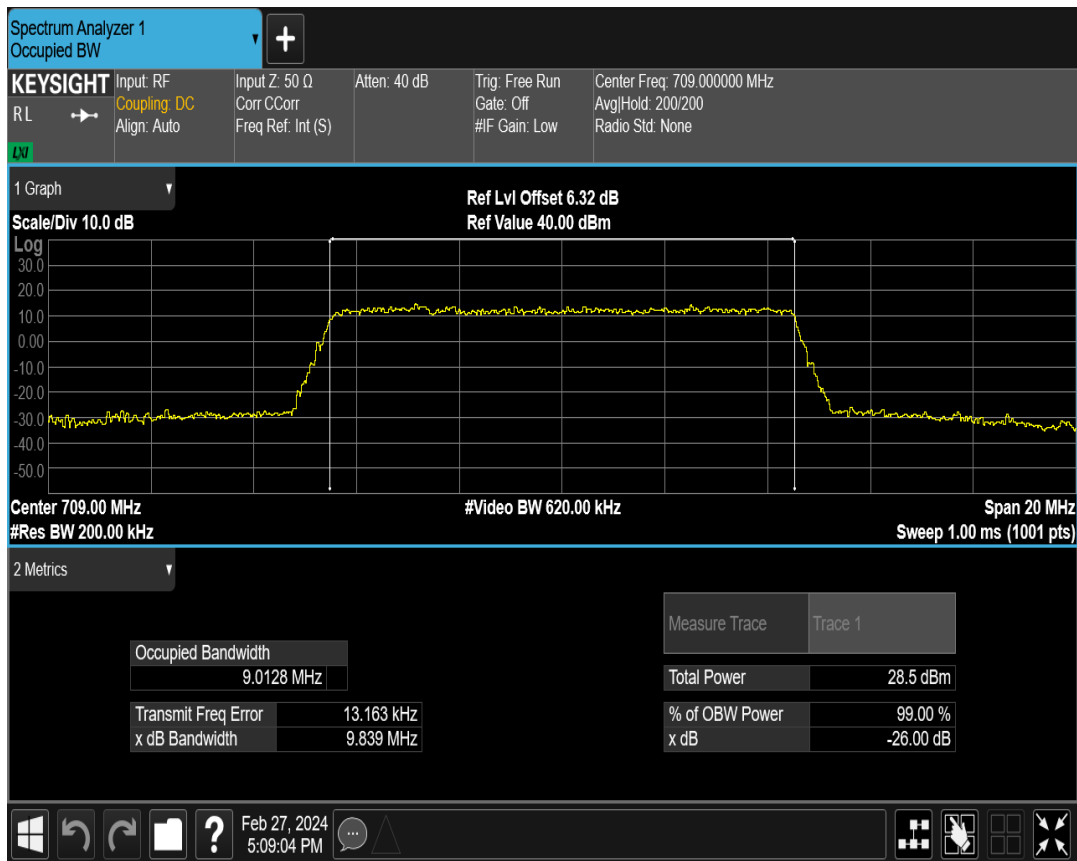 Spectrum Analyzer 1
Occupied BW
+
KEYSIGHT
RL
LXI
Input: RF
Coupling: DC
Align: Auto
Input Z: 50 Ω
Corr CCorr
Freq Ref: Int (S)
Atten: 40 dB
Trig: Free Run
Gate: Off
#IF Gain: Low
Center Freq: 709.000000 MHz
Avg|Hold: 200/200
Radio Std: None
1 Graph
Scale/Div 10.0 dB
Ref Lvl Offset 6.32 dB
Ref Value 40.00 dBm
Log
30.0
20.0
10.0
0.00
-10.0
-20.0
-30.0
-40.0
-50.0
Center 709.00 MHz
#Res BW 200.00 kHz
#Video BW 620.00 kHz
Span 20 MHz
Sweep 1.00 ms (1001 pts)
2 Metrics
Occupied Bandwidth
9.0128 MHz
Transmit Freq Error 13.163 kHz
x dB Bandwidth 9.839 MHz
Measure Trace Trace 1
Total Power 28.5 dBm
% of OBW Power 99.00 %
x dB -26.00 dB
?
Feb 27, 2024
5:09:04 PM